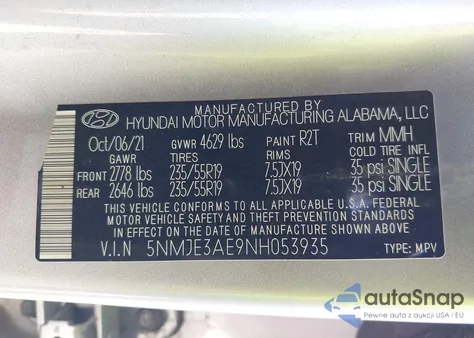 MANUFACTURED BY
HYUNDAI MOTOR MANUFACTURING ALABAMA, LLC
Oct/06/21 GVWR 4629 lbs PAINT R2T TRIM MMH
GAWR TIRES RIMS COLD TIRE INFL
FRONT 2778 lbs 235/55R19 7.5JX19 35 psi SINGLE
REAR 2646 lbs 235/55R19 7.5JX19 35 psi SINGLE
THIS VEHICLE CONFORMS TO ALL APPLICABLE U.S.A. FEDERAL
MOTOR VEHICLE SAFETY AND THEFT PREVENTION STANDARDS
IN EFFECT ON THE DATE OF MANUFACTURE SHOWN ABOVE.
V.I.N 5NMJE3AE9NH053935 TYPE: MPV
autoSnap
Pewne auta z aukcji USA i EU